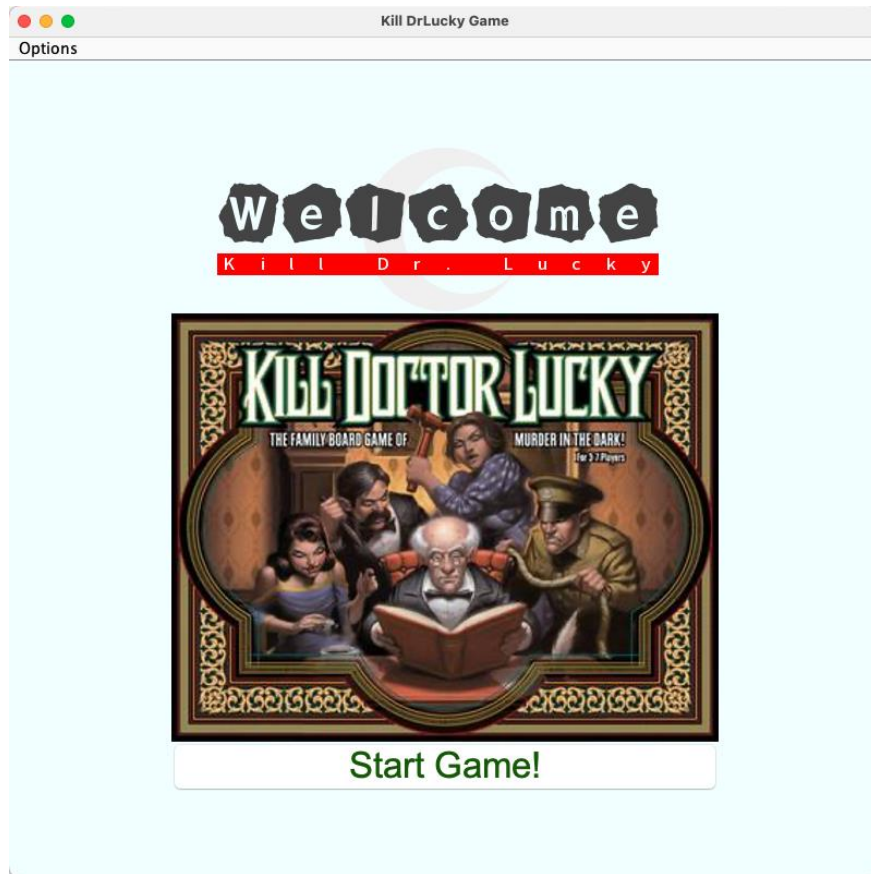 Kill DrLucky Game
Options
Welcome
Kill Dr. Lucky
KILL DOCTOR LUCKY
THE FAMILY BOARD GAME OF MURDER IN THE DARK!
For 3-7 Players
Start Game!